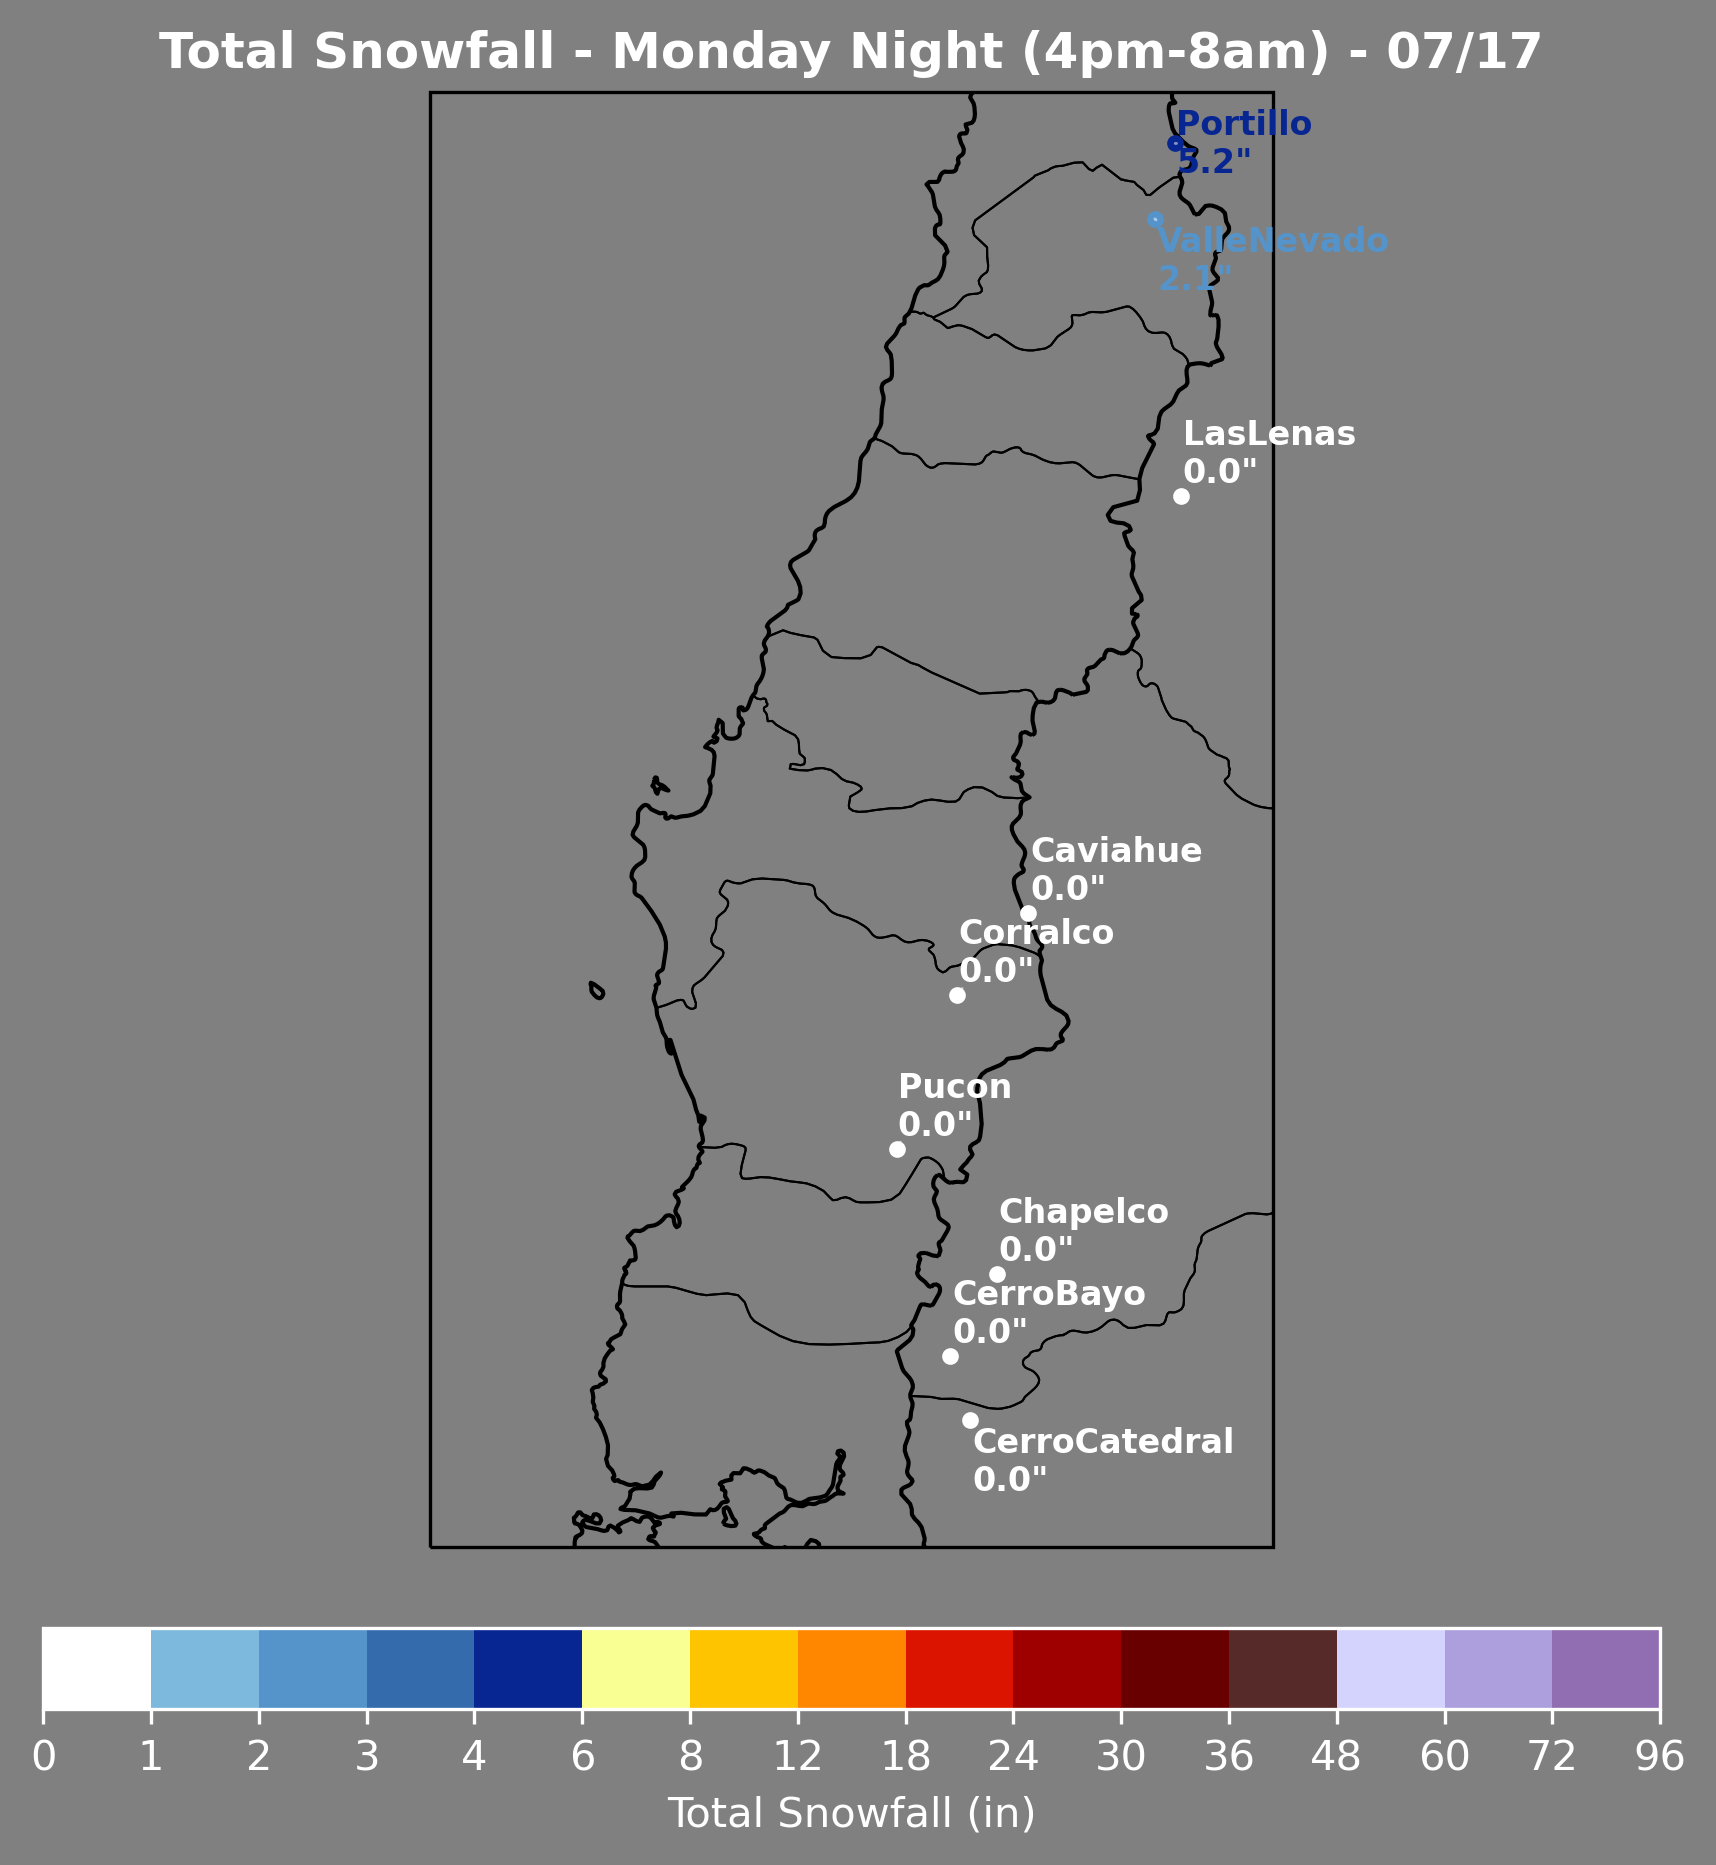 Total Snowfall - Monday Night (4pm-8am) - 07/17
Portillo
5.2"
ValleNevado
2.1"
LasLenas
0.0"
Caviahue
0.0"
Corralco
0.0"
Pucon
0.0"
Chapelco
0.0"
CerroBayo
0.0"
CerroCatedral
0.0"
0 1 2 3 4 6 8 12 18 24 30 36 48 60 72 96
Total Snowfall (in)